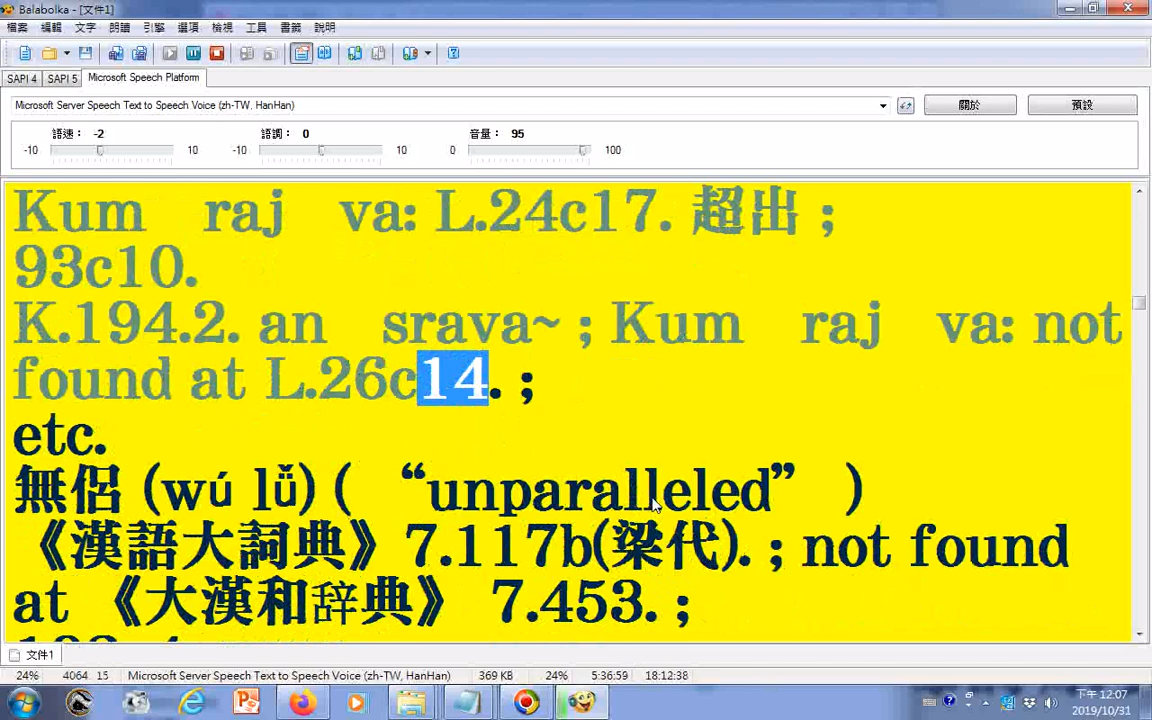 Balabolka - [文件1]
檔案 編輯 文字 朗讀 引擎 選項 檢視 工具 書籤 說明
SAPI 4 SAPI 5 Microsoft Speech Platform
Microsoft Server Speech Text to Speech Voice (zh-TW, HanHan) 關於 預設
語速： -2 語調： 0 音量： 95
-10 10 -10 10 0 100
Kum raj va: L.24c17. 超出 ;
93c10.
K.194.2. an srava~ ; Kum raj va: not
found at L.26c14. ;
etc.
無侶 (wú lǚ) ( “unparalleled” )
《漢語大詞典》 7.117b(梁代). ; not found
at 《大漢和辞典》 7.453. ;
文件1
24% 4064 15 Microsoft Server Speech Text to Speech Voice (zh-TW, HanHan) 369 KB 24% 5:36:59 18:12:38
下午 12:07
2019/10/31